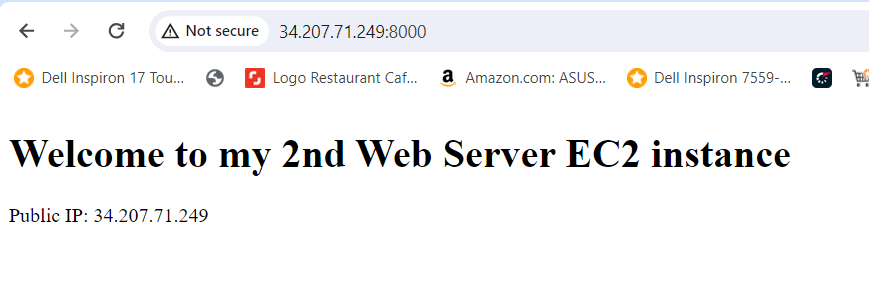 Not secure 34.207.71.249:8000
Dell Inspiron 17 Tou... Logo Restaurant Caf... Amazon.com: ASUS... Dell Inspiron 7559-...
Welcome to my 2nd Web Server EC2 instance
Public IP: 34.207.71.249